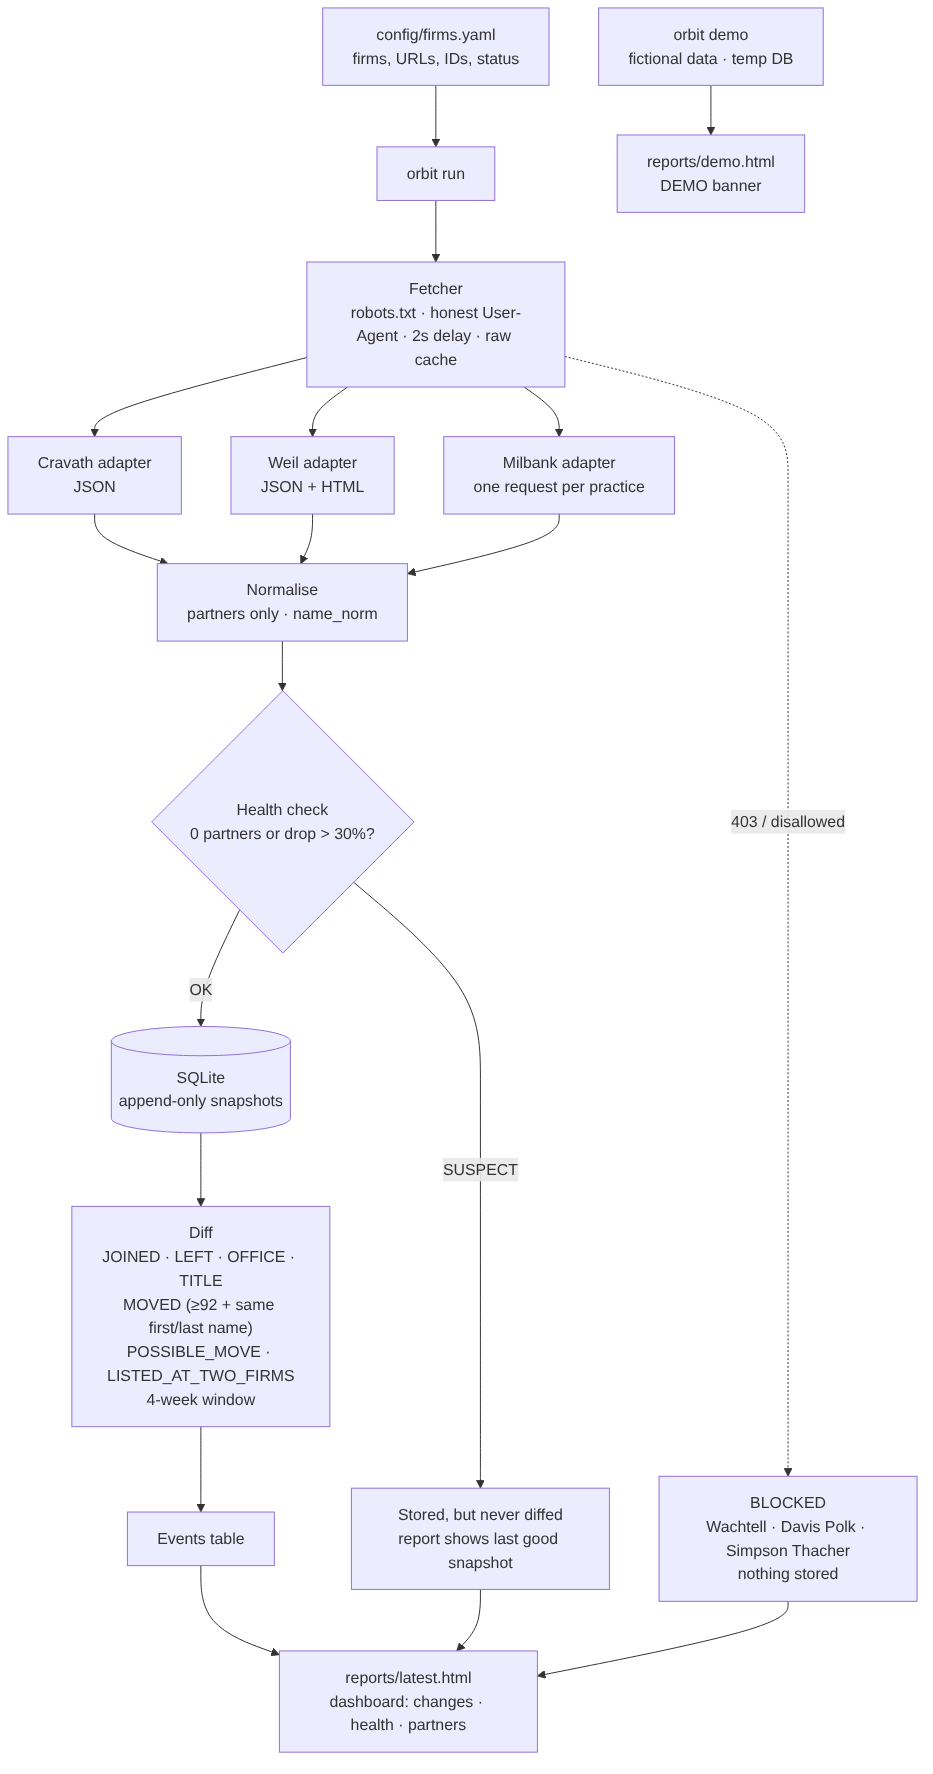 config/firms.yaml
firms, URLs, IDs, status
orbit demo
fictional data · temp DB
orbit run
reports/demo.html
DEMO banner
Fetcher
robots.txt · honest User-
Agent · 2s delay · raw
cache
Cravath adapter
JSON
Weil adapter
JSON + HTML
Milbank adapter
one request per practice
Normalise
partners only · name_norm
Health check
0 partners or drop > 30%?
403 / disallowed
OK
SQLite
append-only snapshots
SUSPECT
Diff
JOINED · LEFT · OFFICE ·
TITLE
MOVED (≥92 + same
first/last name)
POSSIBLE_MOVE ·
LISTED_AT_TWO_FIRMS
4-week window
Events table
Stored, but never diffed
report shows last good
snapshot
BLOCKED
Wachtell · Davis Polk ·
Simpson Thacher
nothing stored
reports/latest.html
dashboard: changes ·
health · partners